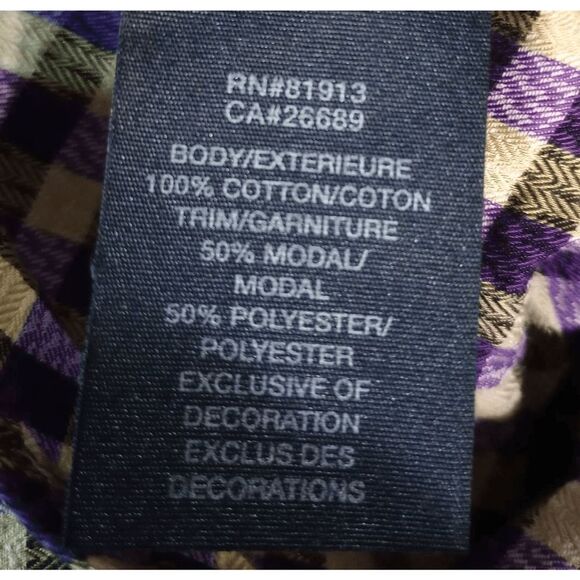 RN#81913
CA#26689
BODY/EXTERIEURE
100% COTTON/COTON
TRIM/GARNITURE
50% MODAL/
MODAL
50% POLYESTER/
POLYESTER
EXCLUSIVE OF
DECORATION
EXCLUS DES
DECORATIONS